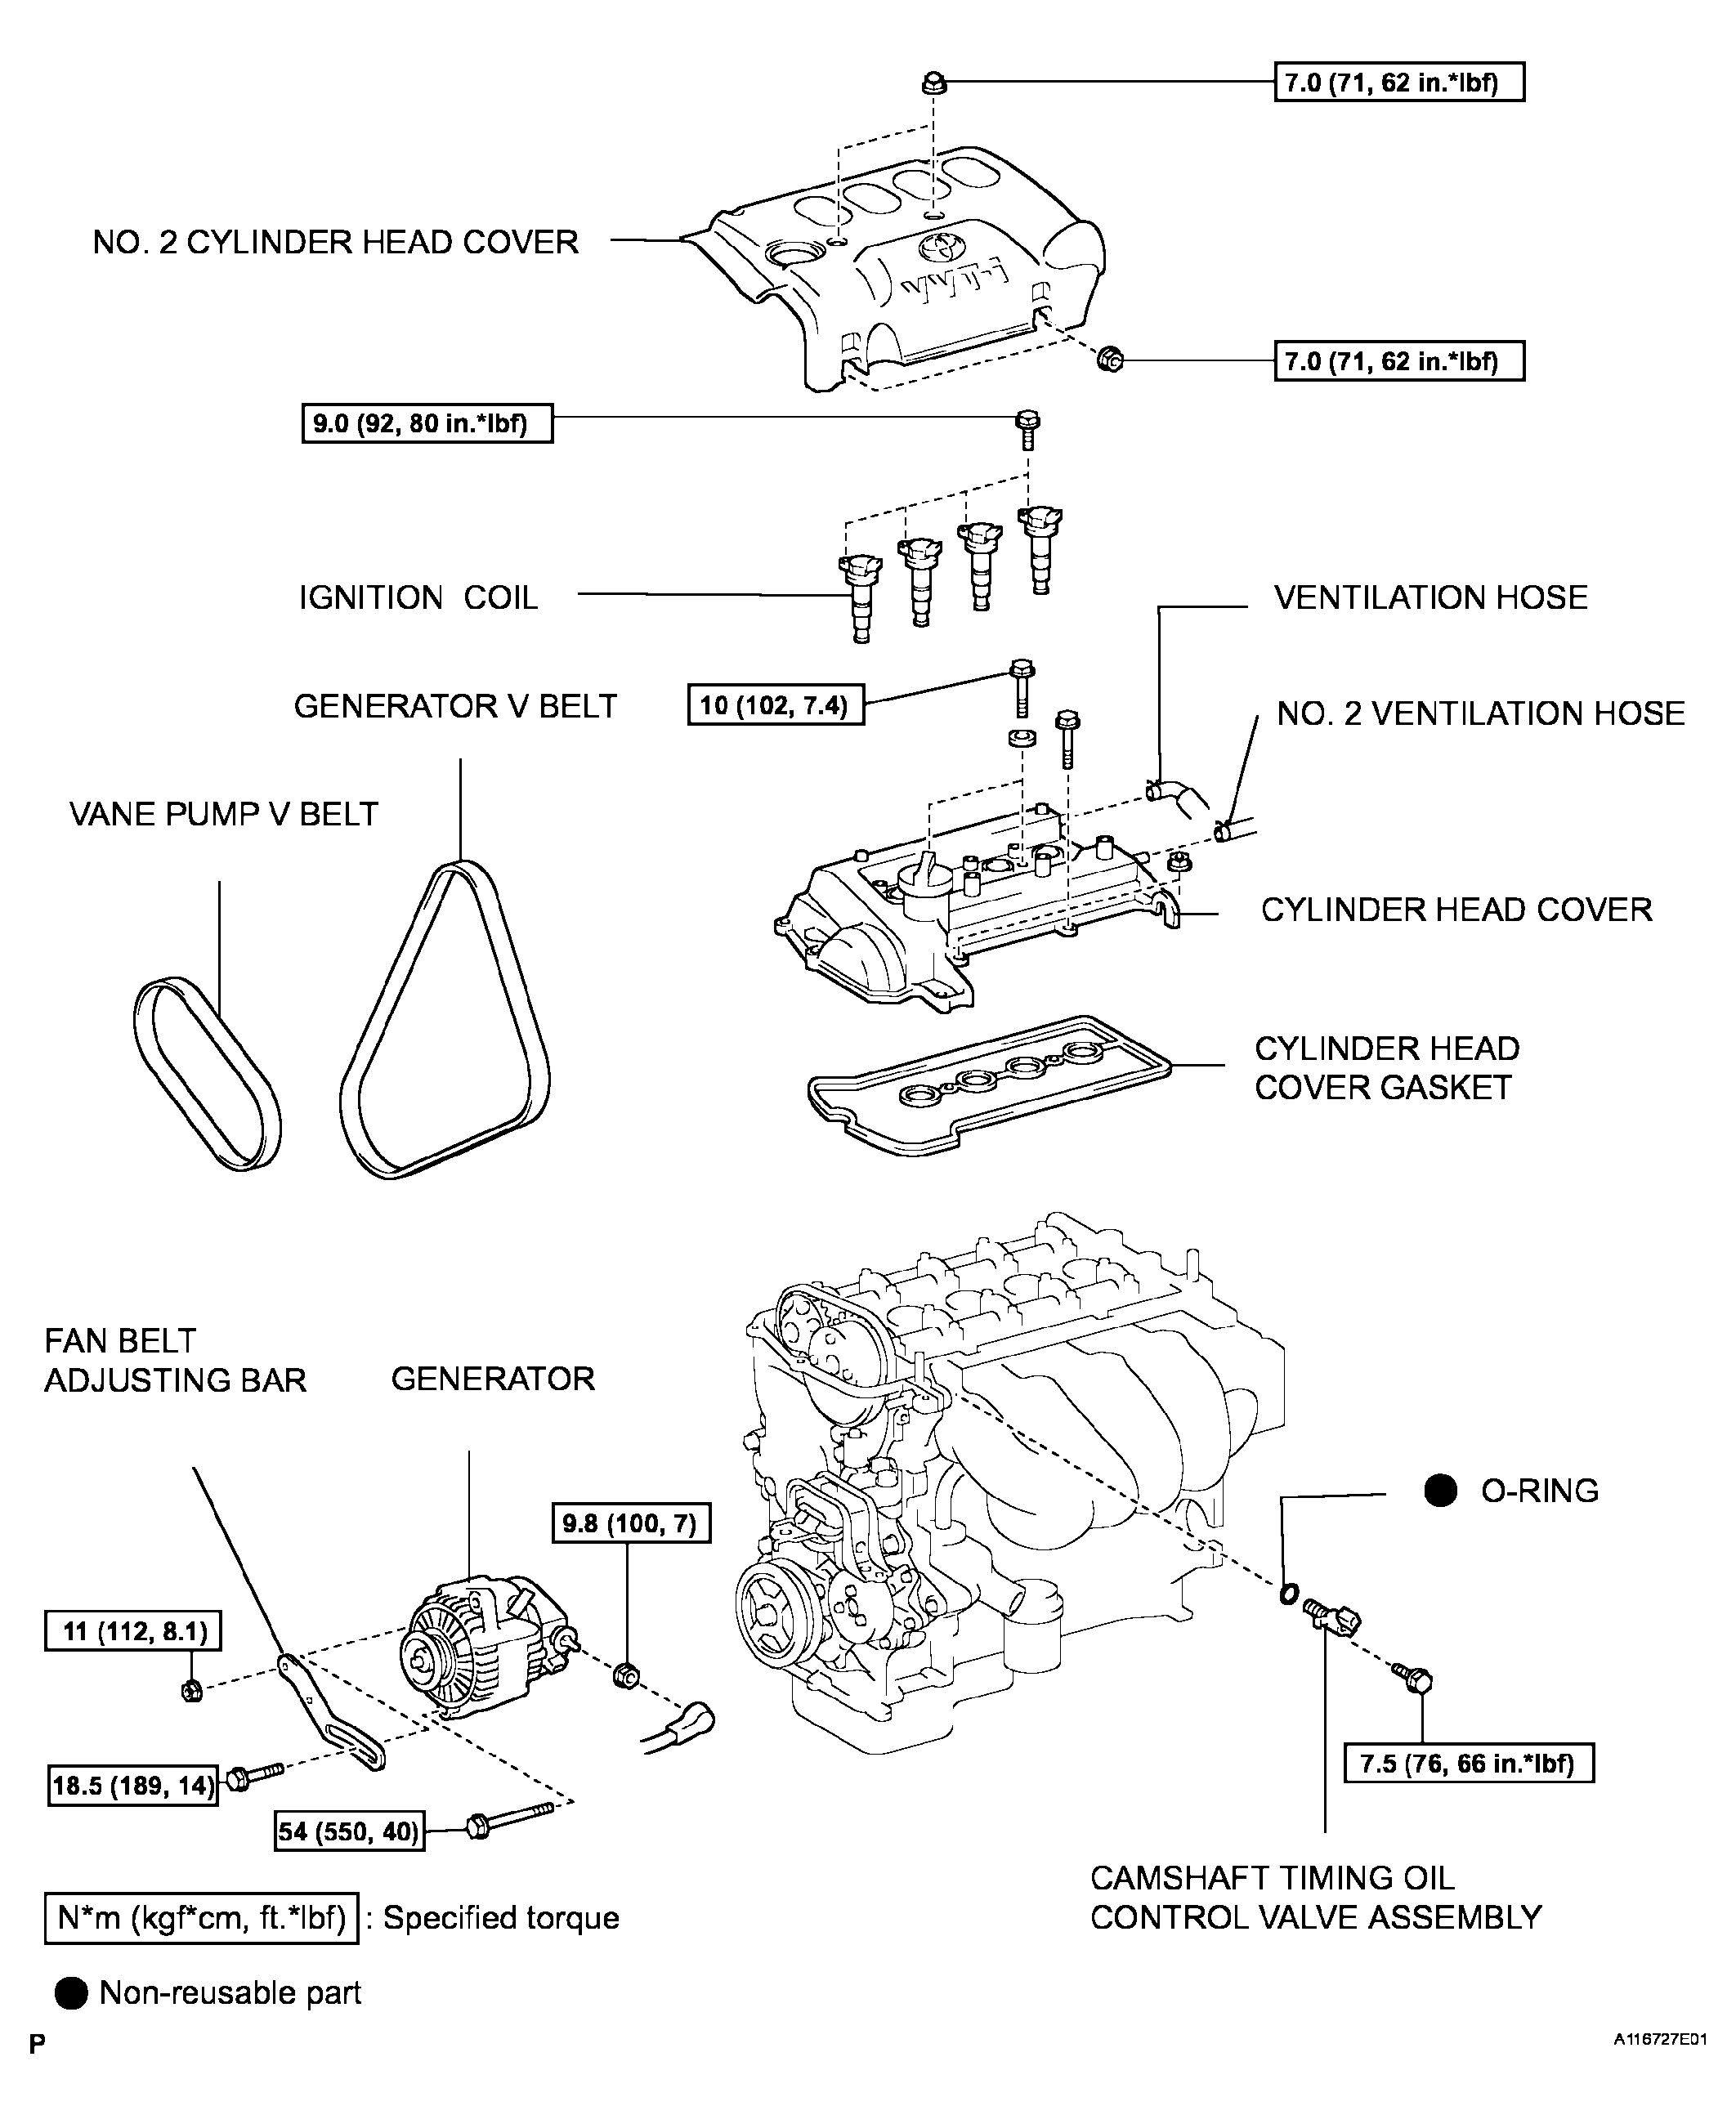 7.0 (71, 62 in.*lbf)
NO. 2 CYLINDER HEAD COVER
VVT-i
7.0 (71, 62 in.*lbf)
9.0 (92, 80 in.*lbf)
IGNITION COIL
VENTILATION HOSE
GENERATOR V BELT
10 (102, 7.4)
NO. 2 VENTILATION HOSE
VANE PUMP V BELT
CYLINDER HEAD COVER
CYLINDER HEAD
COVER GASKET
FAN BELT
ADJUSTING BAR
GENERATOR
O-RING
9.8 (100, 7)
11 (112, 8.1)
7.5 (76, 66 in.*lbf)
18.5 (189, 14)
54 (550, 40)
CAMSHAFT TIMING OIL
CONTROL VALVE ASSEMBLY
N*m (kgf*cm, ft.*lbf) : Specified torque
Non-reusable part
P
A116727E01